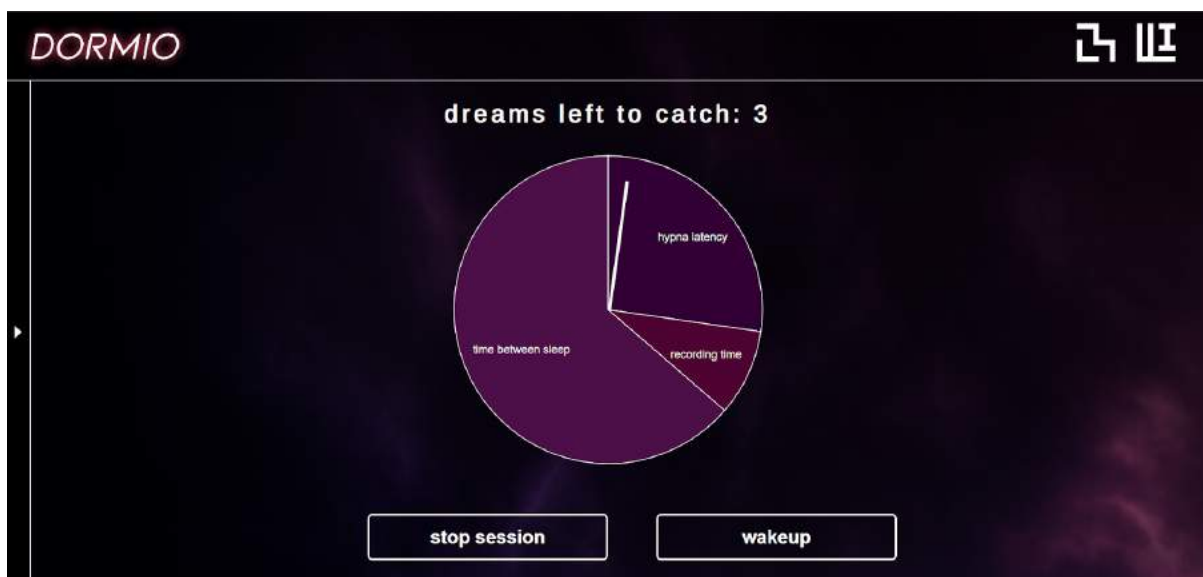 DORMIO
dreams left to catch: 3
hypna latency
time between sleep
recording time
stop session
wakeup